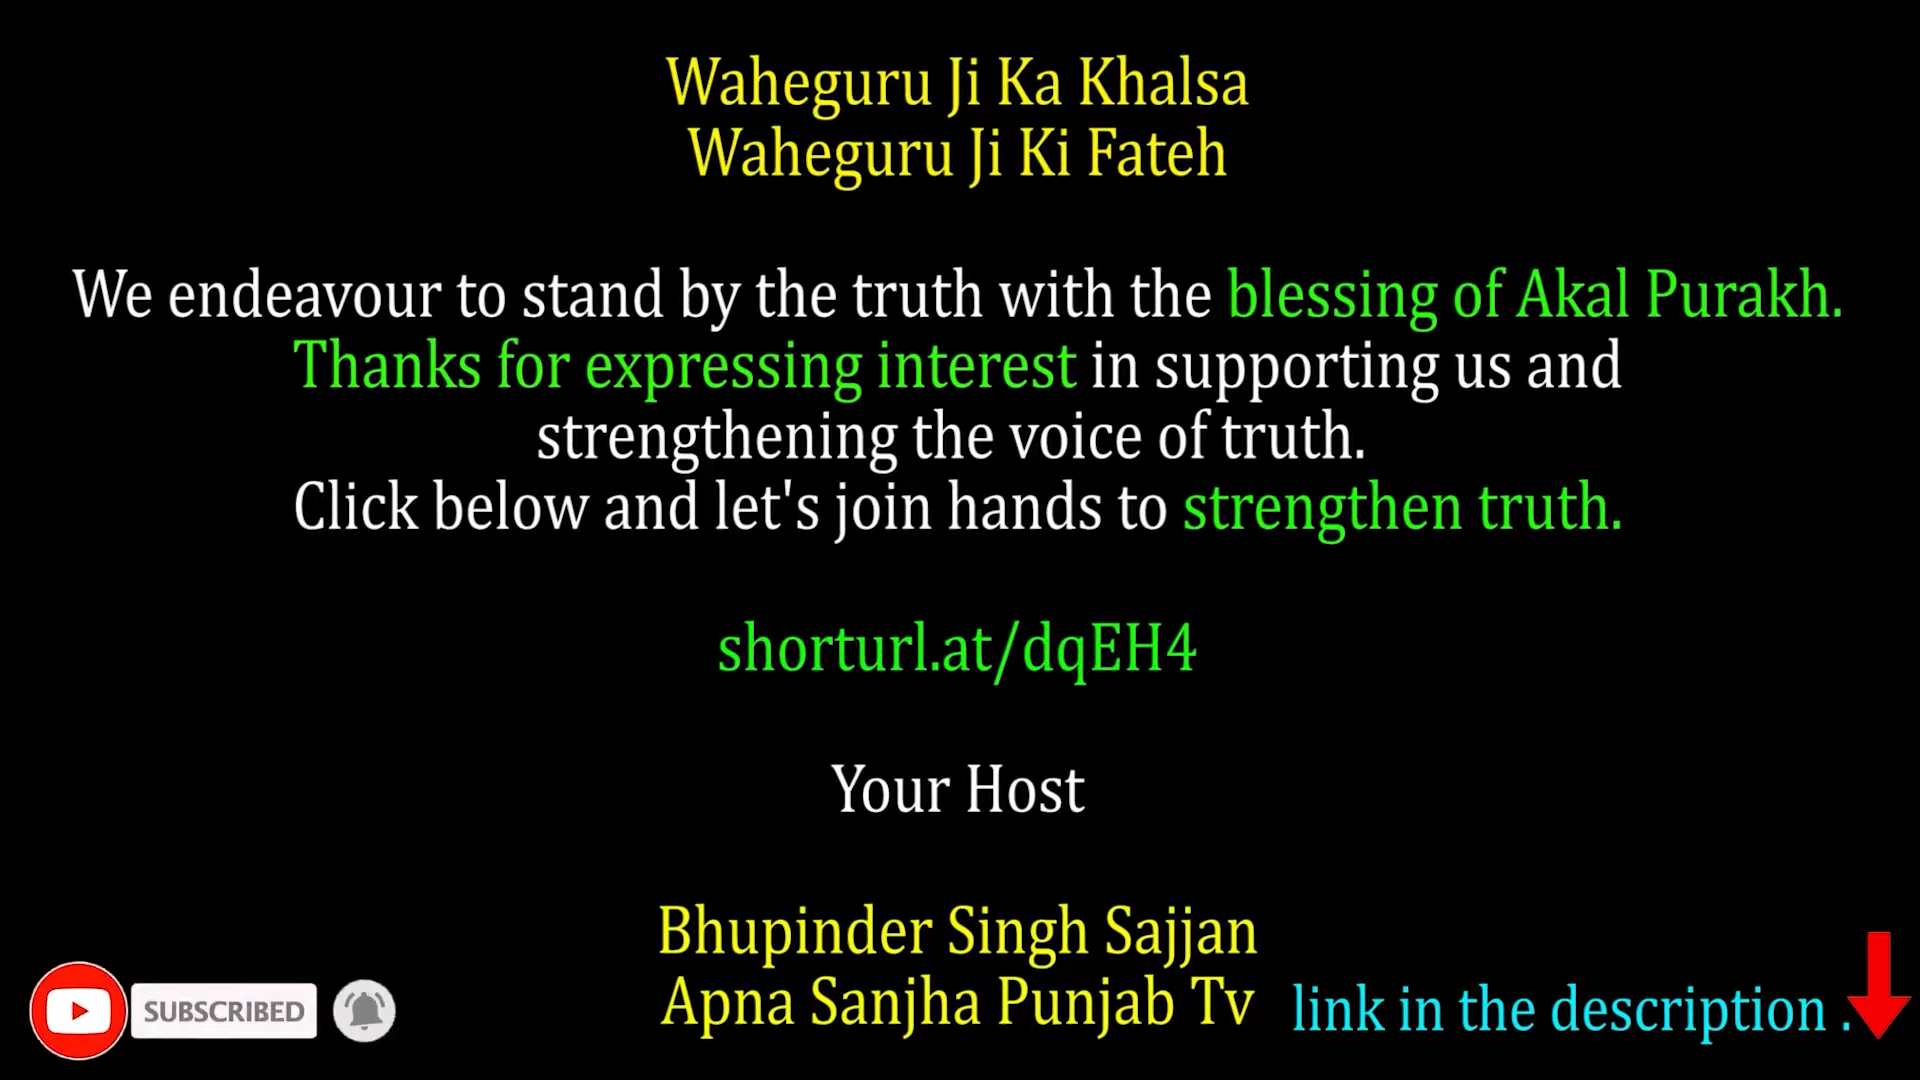 Waheguru Ji Ka Khalsa
Waheguru Ji Ki Fateh
We endeavour to stand by the truth with the blessing of Akal Purakh.
Thanks for expressing interest in supporting us and
strengthening the voice of truth.
Click below and let's join hands to strengthen truth.
shorturl.at/dqEH4
Your Host
Bhupinder Singh Sajjan
Apna Sanjha Punjab Tv
link in the description .
SUBSCRIBED